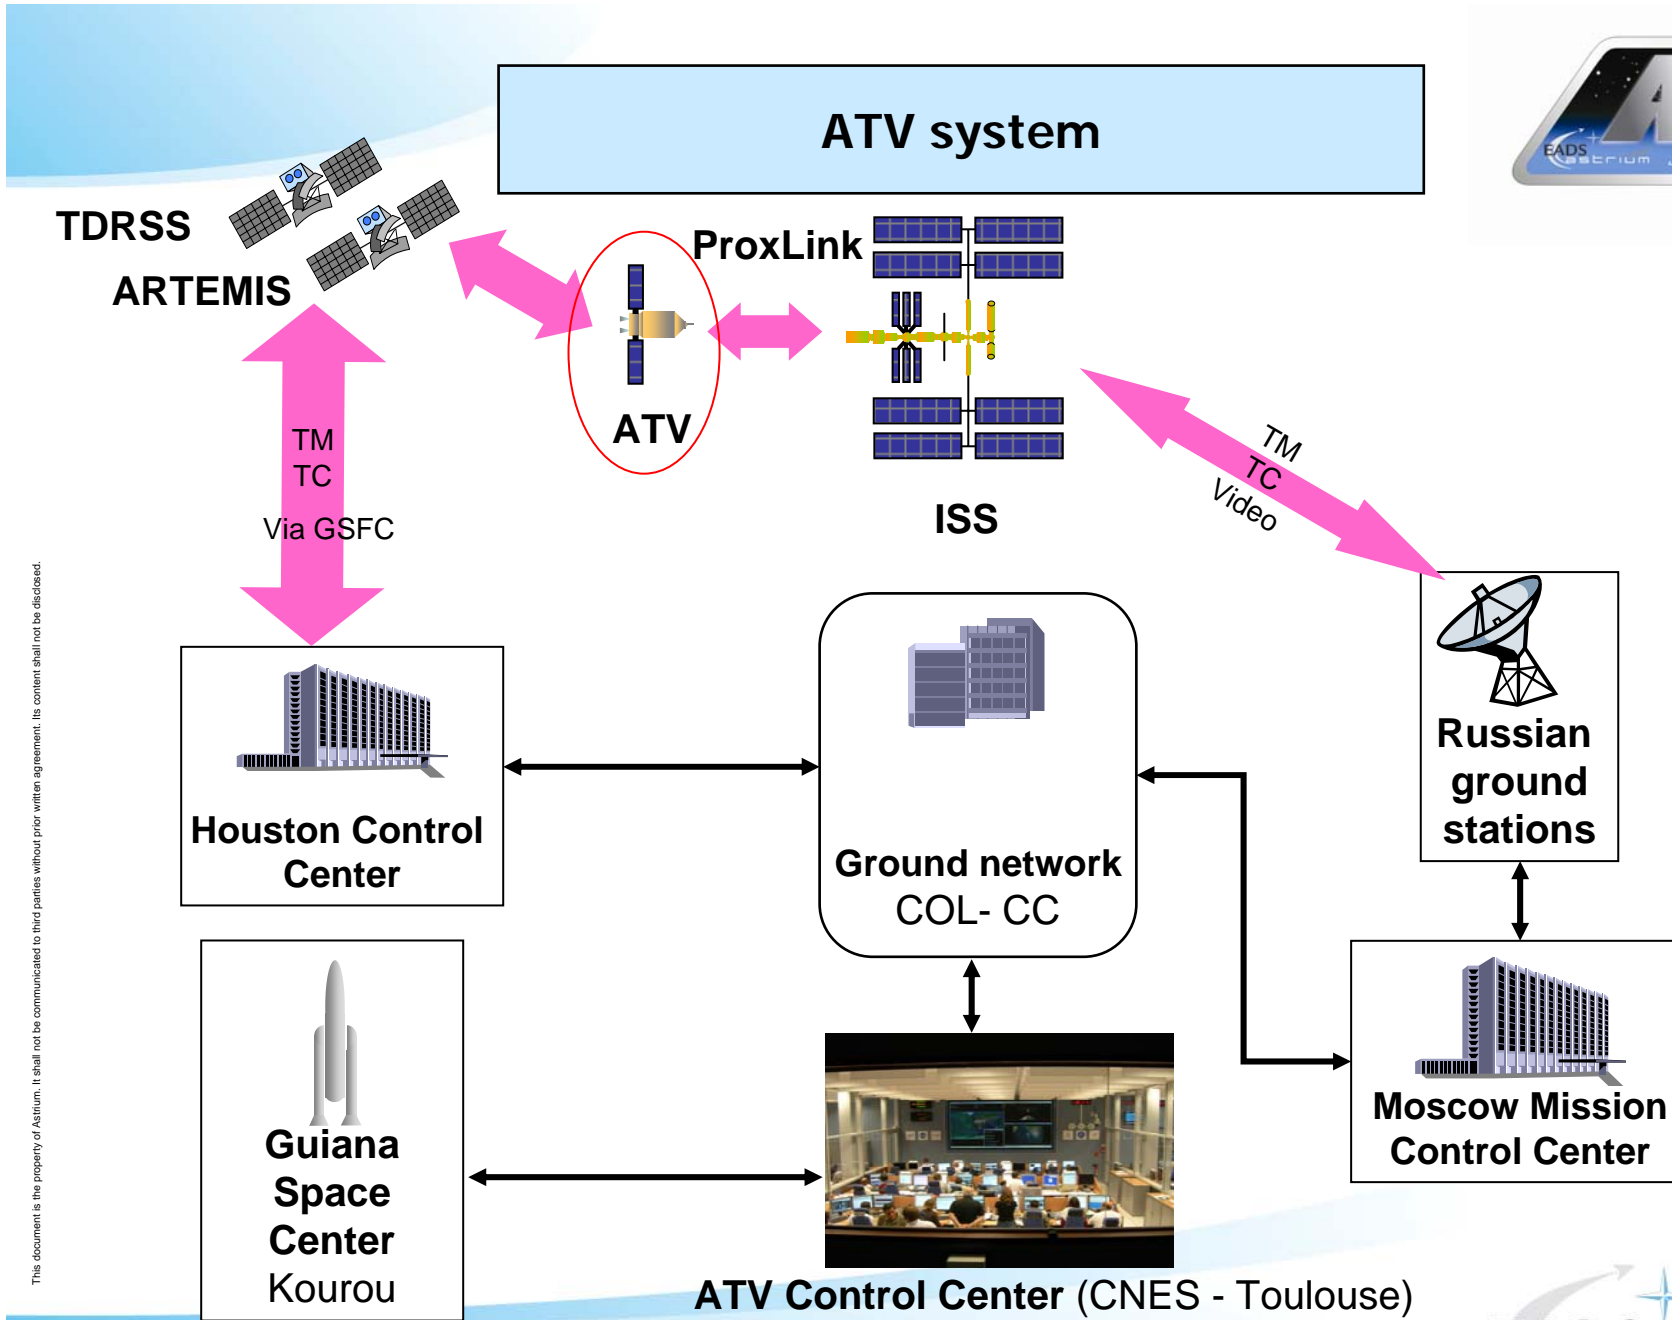 ATV system
EADS
astrium
TDRSS
ARTEMIS
ProxLink
ATV
ISS
TM
TC
Via GSFC
TM
TC
Video
Houston Control
Center
Ground network
COL- CC
Russian
ground
stations
Moscow Mission
Control Center
Guiana
Space
Center
Kourou
ATV Control Center (CNES - Toulouse)
This document is the property of Astrium. It shall not be communicated to third parties without prior written agreement. Its content shall not be disclosed.